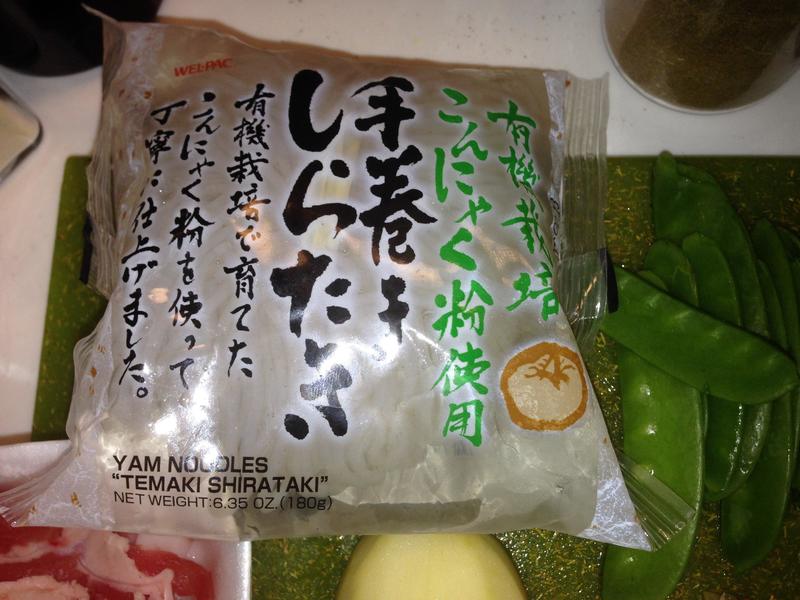 WEL·PAC
有機栽培
こんにゃく粉使用
手巻き
しらたき
有機栽培で育てた
こんにゃく粉を使って
丁寧に仕上げました。
YAM NOODLES
"TEMAKI SHIRATAKI"
NET WEIGHT:6.35 OZ.(180g)